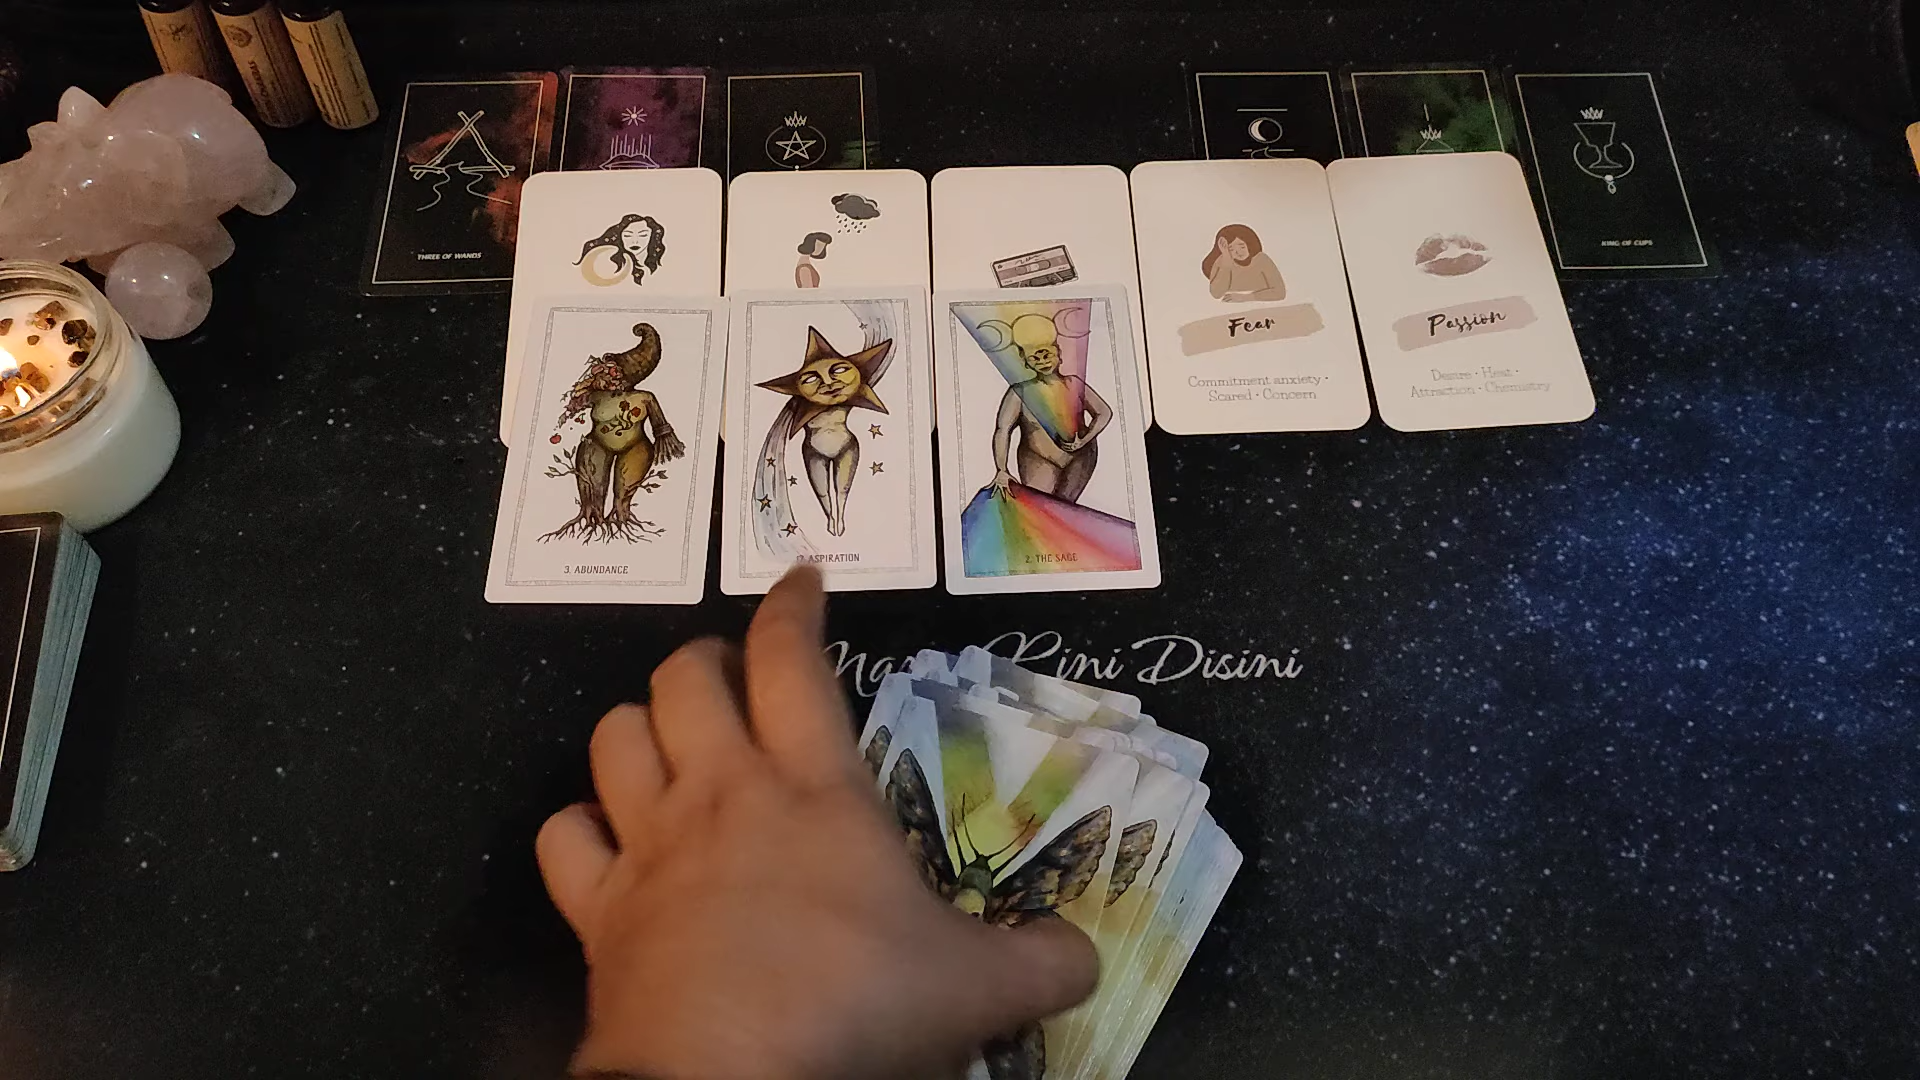 THREE OF WANDS
KING OF CUPS
Fear
Commitment anxiety •
Scared • Concern
Passion
Desire • Heat •
Attraction • Chemistry
3. ABUNDANCE
ASPIRATION
2. THE SAGE
Pini Disini